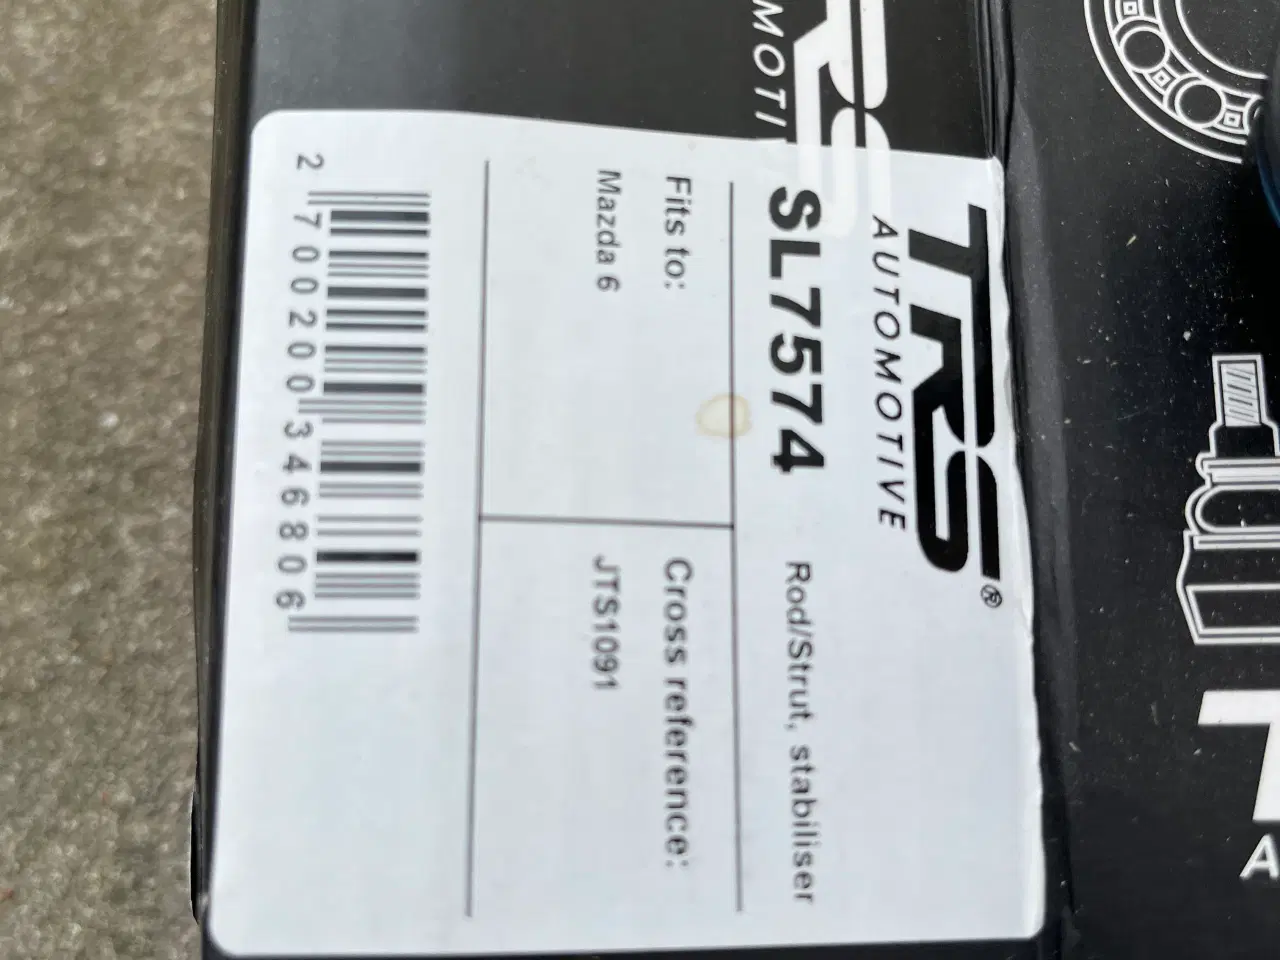 TRS®
AUTOMOTIVE
SL7574 Rod/Strut, stabiliser
Fits to:
Mazda 6
Cross reference:
JTS1091
2 700200 346806